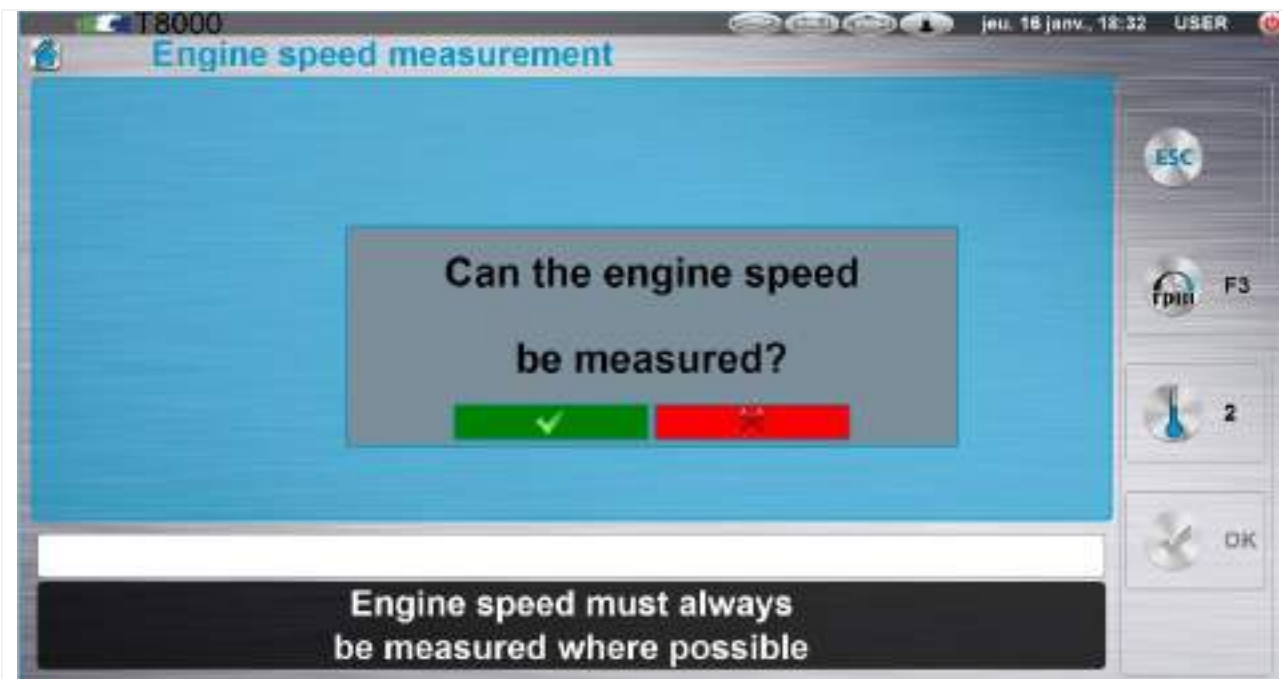 T8000
jeu. 16 janv., 18:32 USER
Engine speed measurement
ESC
Can the engine speed
be measured?
rpm F3
2
OK
Engine speed must always
be measured where possible